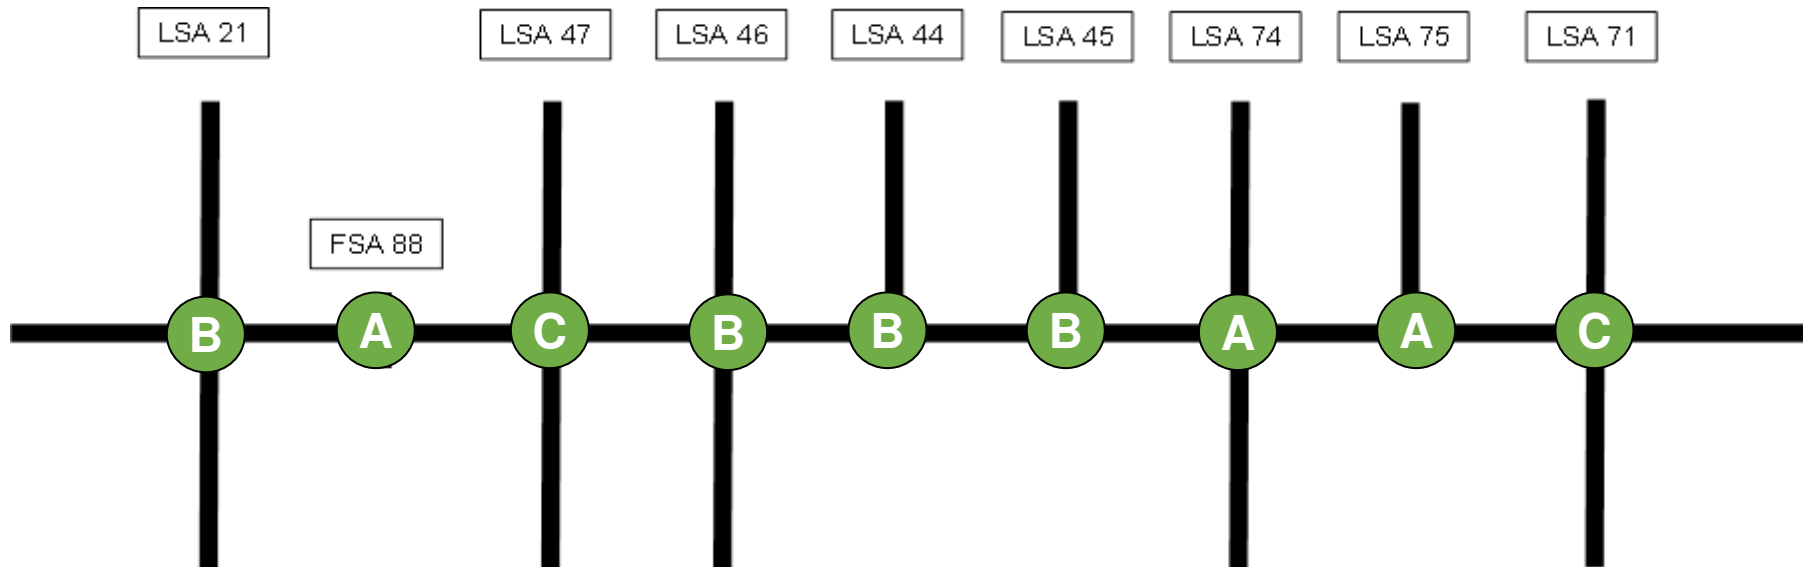 LSA 21
LSA 47
LSA 46
LSA 44
LSA 45
LSA 74
LSA 75
LSA 71
FSA 88
B
A
C
B
B
B
A
A
C